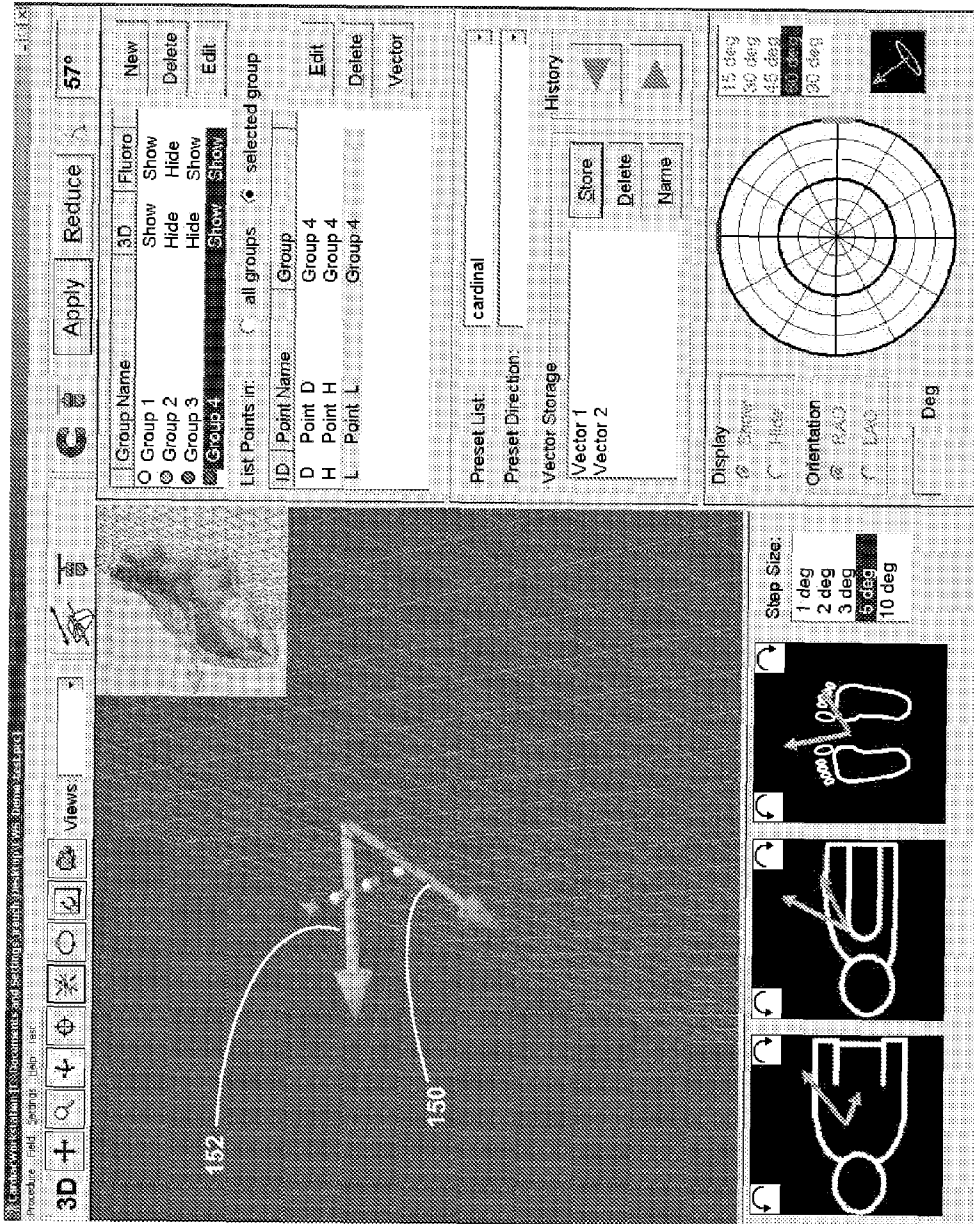 Procedure Field Settings Help Test
3D
Views
Apply
Reduce
57°
Group Name 3D Fluoro
Group 1 Show Show
Group 2 Hide Hide
Group 3 Hide Show
Group 4 Show Show
New
Delete
Edit
List Points in: all groups selected group
ID Point Name Group
D Point D Group 4
H Point H Group 4
L Point L Group 4
Edit
Delete
Vector
152
150
Preset List: cardinal
Preset Direction:
Vector Storage
Vector 1
Vector 2
Store
Delete
Name
History
Step Size:
1 deg
2 deg
3 deg
5 deg
10 deg
Display
Show
Hide
Orientation
RAO
LAO
Deg
15 deg
30 deg
45 deg
90 deg